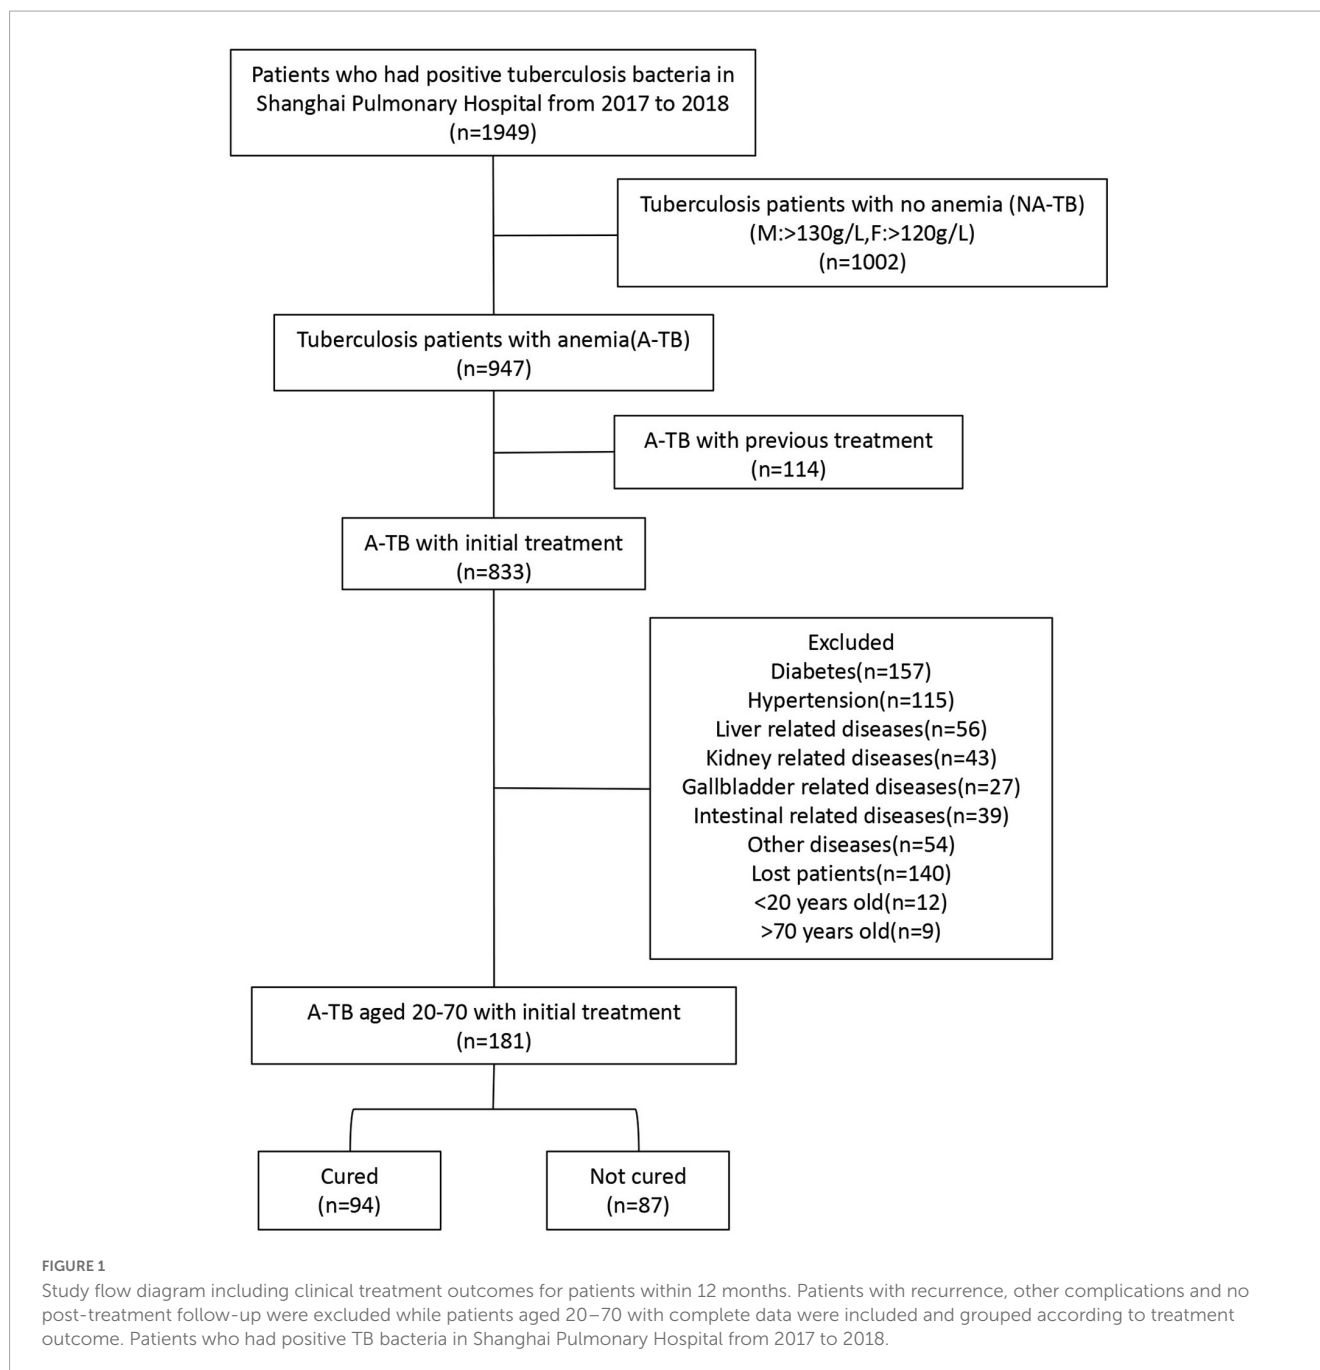 Patients who had positive tuberculosis bacteria in
Shanghai Pulmonary Hospital from 2017 to 2018
(n=1949)
Tuberculosis patients with no anemia (NA-TB)
(M:>130g/L,F:>120g/L)
(n=1002)
Tuberculosis patients with anemia(A-TB)
(n=947)
A-TB with previous treatment
(n=114)
A-TB with initial treatment
(n=833)
Excluded
Diabetes(n=157)
Hypertension(n=115)
Liver related diseases(n=56)
Kidney related diseases(n=43)
Gallbladder related diseases(n=27)
Intestinal related diseases(n=39)
Other diseases(n=54)
Lost patients(n=140)
<20 years old(n=12)
>70 years old(n=9)
A-TB aged 20-70 with initial treatment
(n=181)
Cured
(n=94)
Not cured
(n=87)
FIGURE 1
Study flow diagram including clinical treatment outcomes for patients within 12 months. Patients with recurrence, other complications and no
post-treatment follow-up were excluded while patients aged 20–70 with complete data were included and grouped according to treatment
outcome. Patients who had positive TB bacteria in Shanghai Pulmonary Hospital from 2017 to 2018.